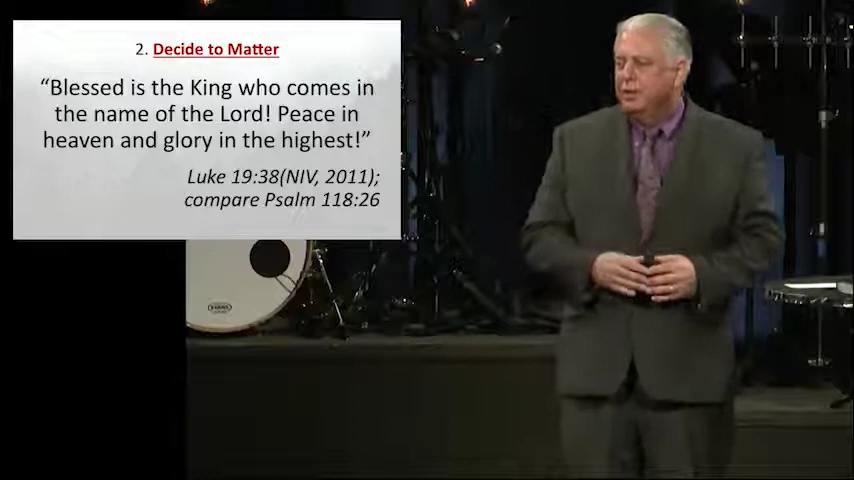 2. Decide to Matter
“Blessed is the King who comes in
the name of the Lord! Peace in
heaven and glory in the highest!”
Luke 19:38(NIV, 2011);
compare Psalm 118:26
EVANS